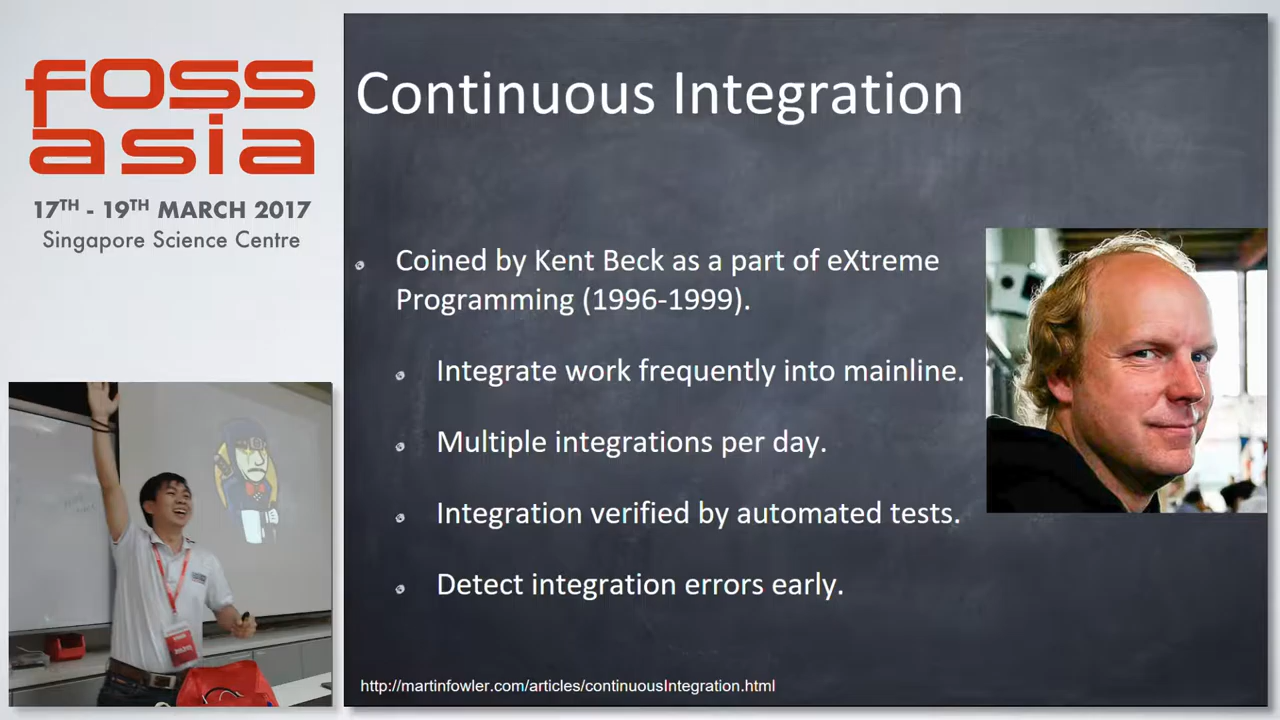 foss
asia
17TH - 19TH MARCH 2017
Singapore Science Centre
Continuous Integration
Coined by Kent Beck as a part of eXtreme
Programming (1996-1999).
Integrate work frequently into mainline.
Multiple integrations per day.
Integration verified by automated tests.
Detect integration errors early.
http://martinfowler.com/articles/continuousIntegration.html